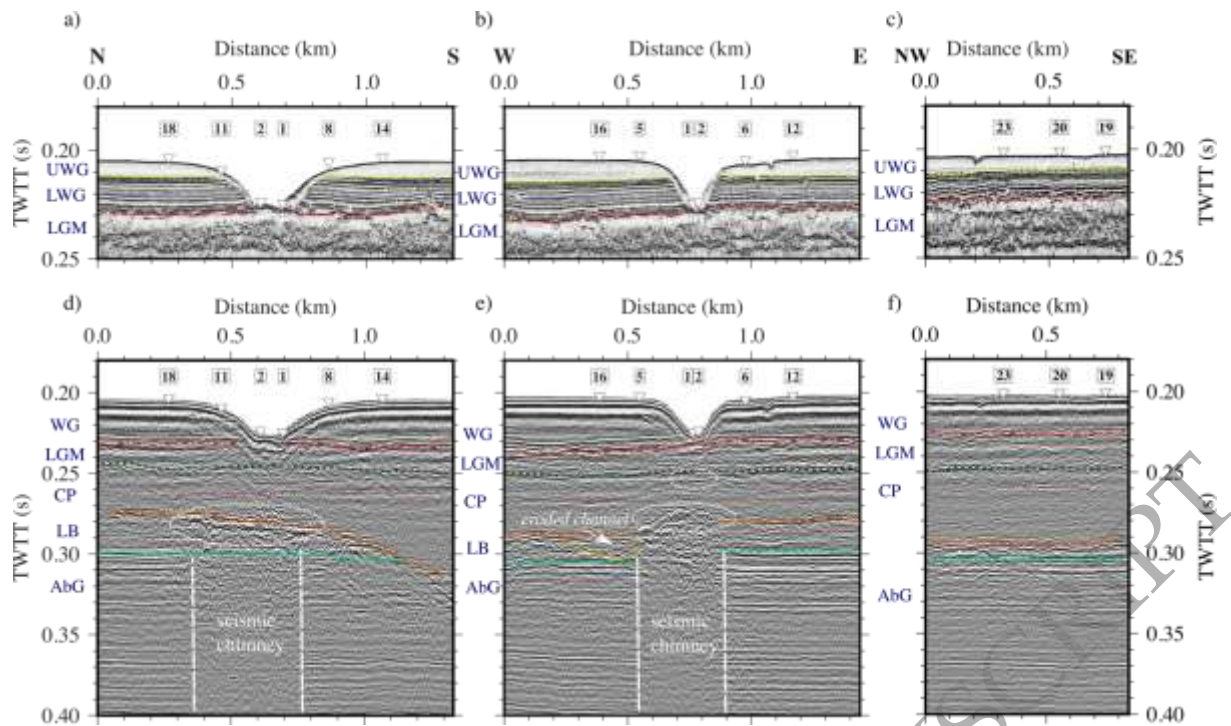 a) b) c)
Distance (km) Distance (km) Distance (km)
N S W E NW SE
0.0 0.5 1.0 0.0 0.5 1.0 0.0 0.5
18 11 2 1 8 14 16 5 1 2 6 12 23 20 19
TWTT (s) 0.20 0.25 UWG LWG LGM UWG LWG LGM UWG LWG LGM 0.20 0.25 TWTT (s)
d) e) f)
Distance (km) Distance (km) Distance (km)
0.0 0.5 1.0 0.0 0.5 1.0 0.0 0.5
18 11 2 1 8 14 16 5 1 2 6 12 23 20 19
TWTT (s) 0.20 0.25 0.30 0.35 0.40 WG LGM CP LB AbG WG LGM CP LB AbG WG LGM CP LB AbG 0.20 0.25 0.30 0.35 0.40 TWTT (s)
eroded channel
seismic seismic
chimney chimney
SCRIPT